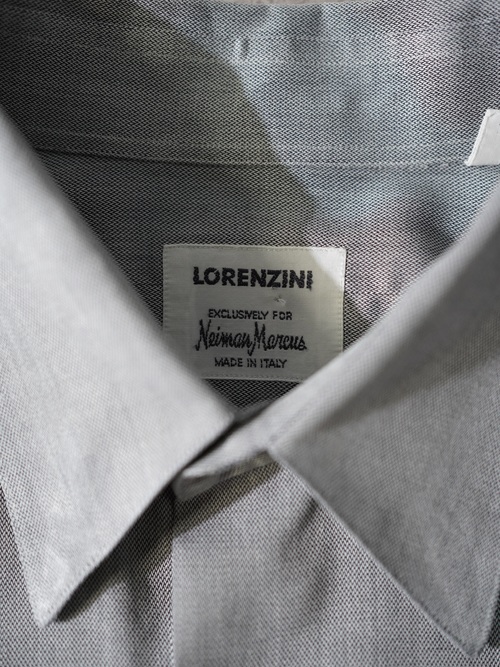 LORENZINI
EXCLUSIVELY FOR
Neiman Marcus
MADE IN ITALY